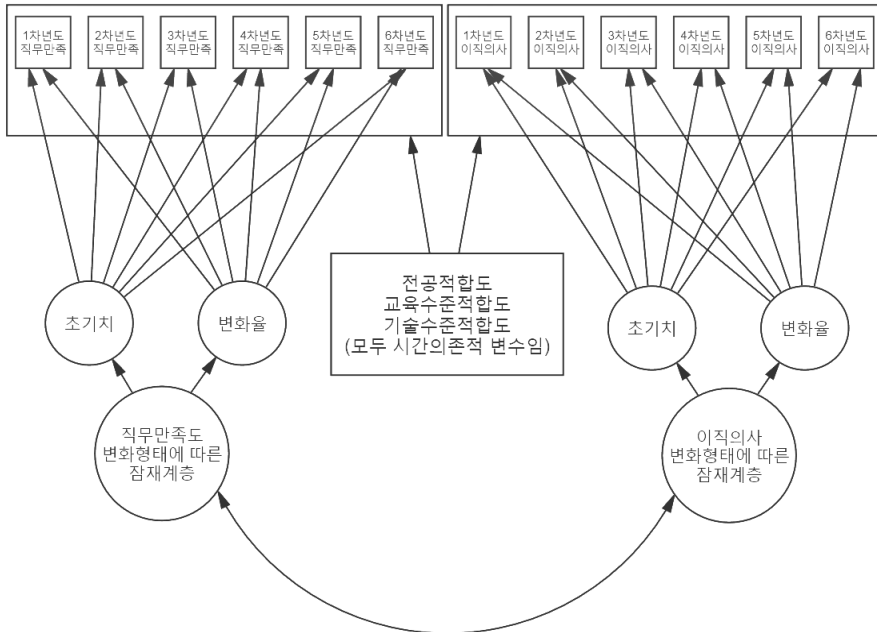 1차년도
직무만족
2차년도
직무만족
3차년도
직무만족
4차년도
직무만족
5차년도
직무만족
6차년도
직무만족
1차년도
이직의사
2차년도
이직의사
3차년도
이직의사
4차년도
이직의사
5차년도
이직의사
6차년도
이직의사
전공적합도
교육수준적합도
기술수준적합도
(모두 시간의존적 변수임)
초기치
변화율
초기치
변화율
직무만족도
변화형태에 따른
잠재계층
이직의사
변화형태에 따른
잠재계층